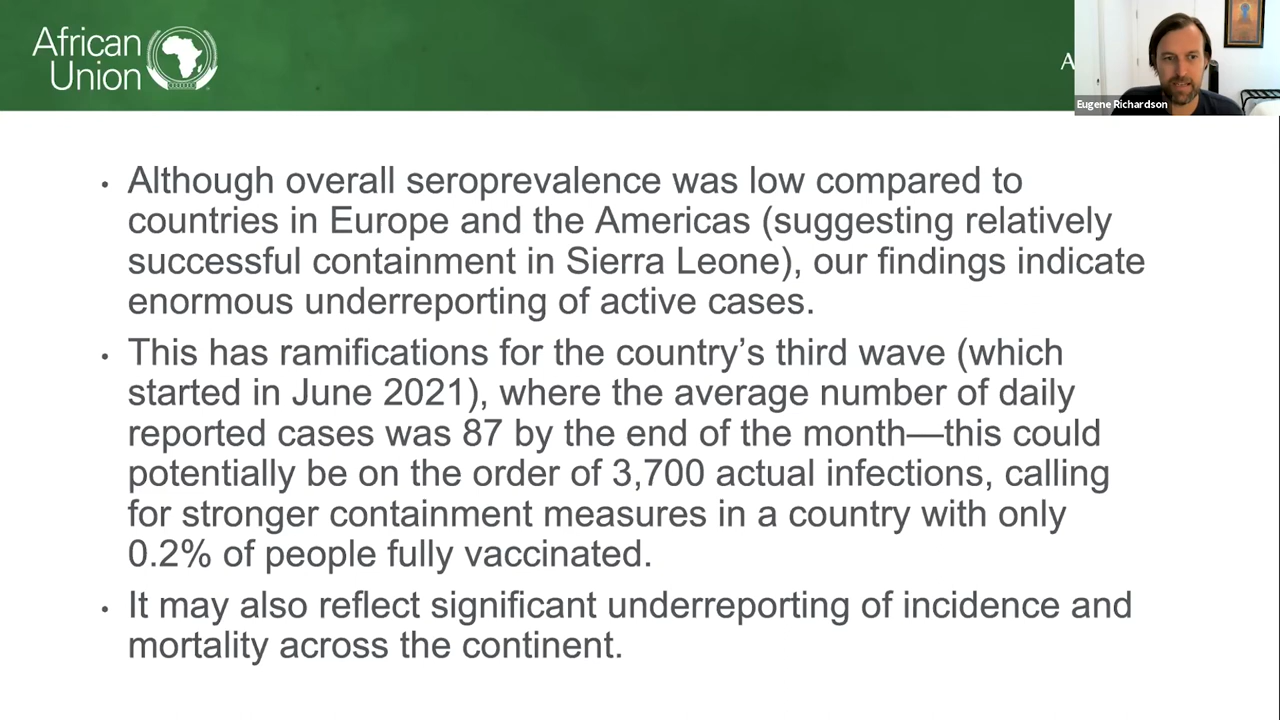 African
Union
A
Eugene Richardson
• Although overall seroprevalence was low compared to
countries in Europe and the Americas (suggesting relatively
successful containment in Sierra Leone), our findings indicate
enormous underreporting of active cases.
• This has ramifications for the country’s third wave (which
started in June 2021), where the average number of daily
reported cases was 87 by the end of the month—this could
potentially be on the order of 3,700 actual infections, calling
for stronger containment measures in a country with only
0.2% of people fully vaccinated.
• It may also reflect significant underreporting of incidence and
mortality across the continent.